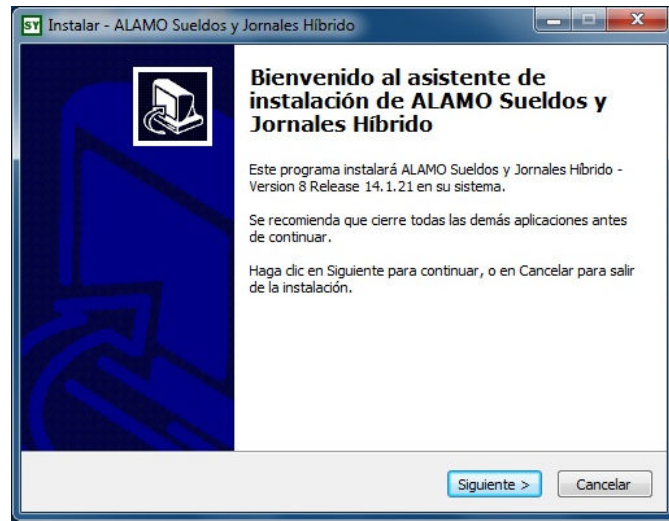 SY Instalar - ALAMO Sueldos y Jornales Híbrido
Bienvenido al asistente de
instalación de ALAMO Sueldos y
Jornales Híbrido
Este programa instalará ALAMO Sueldos y Jornales Híbrido -
Version 8 Release 14.1.21 en su sistema.
Se recomienda que cierre todas las demás aplicaciones antes
de continuar.
Haga clic en Siguiente para continuar, o en Cancelar para salir
de la instalación.
Siguiente > Cancelar